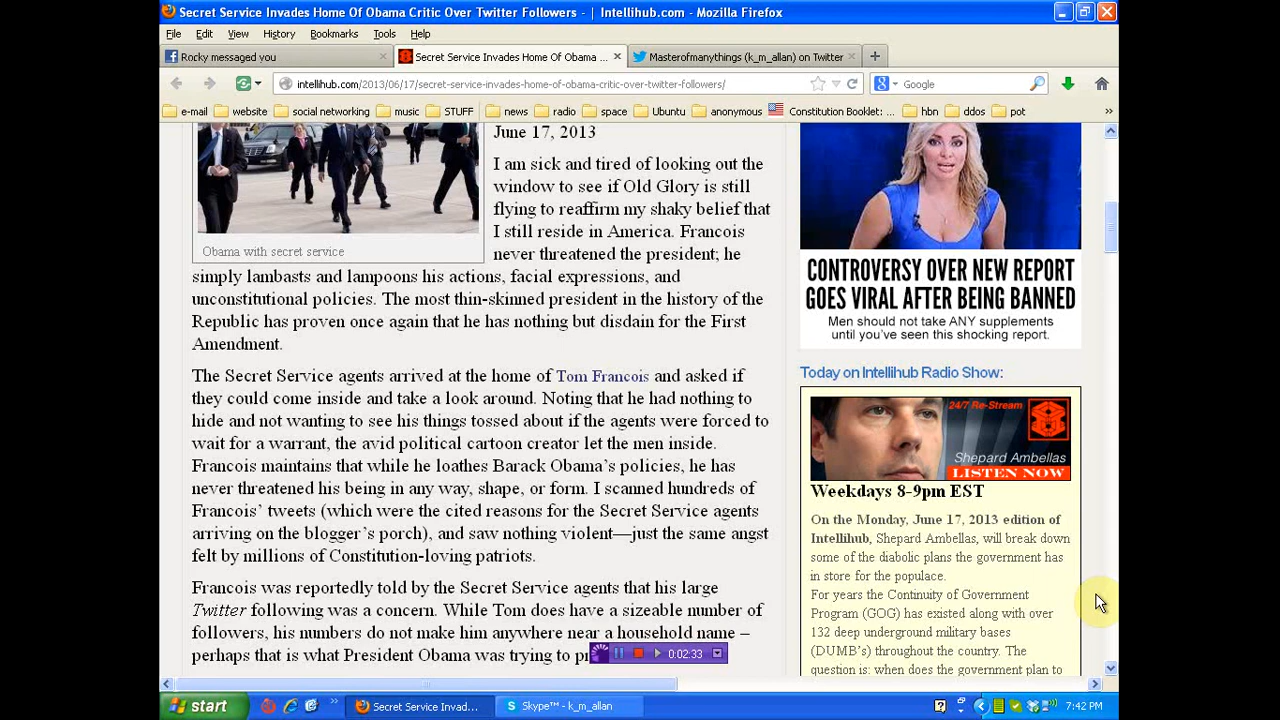 Secret Service Invades Home Of Obama Critic Over Twitter Followers - | Intellihub.com - Mozilla Firefox
File Edit View History Bookmarks Tools Help
Rocky messaged you
Secret Service Invades Home Of Obama ...
Masterofmanythings (k_m_allan) on Twitter
intellihub.com/2013/06/17/secret-service-invades-home-of-obama-critic-over-twitter-followers/
Google
e-mail website social networking music STUFF news radio space Ubuntu anonymous Constitution Booklet: ... hbn ddos pot
Obama with secret service
June 17, 2013
I am sick and tired of looking out the
window to see if Old Glory is still
flying to reaffirm my shaky belief that
I still reside in America. Francois
never threatened the president; he
simply lambasts and lampoons his actions, facial expressions, and
unconstitutional policies. The most thin-skinned president in the history of the
Republic has proven once again that he has nothing but disdain for the First
Amendment.
The Secret Service agents arrived at the home of Tom Francois and asked if
they could come inside and take a look around. Noting that he had nothing to
hide and not wanting to see his things tossed about if the agents were forced to
wait for a warrant, the avid political cartoon creator let the men inside.
Francois maintains that while he loathes Barack Obama's policies, he has
never threatened his being in any way, shape, or form. I scanned hundreds of
Francois' tweets (which were the cited reasons for the Secret Service agents
arriving on the blogger's porch), and saw nothing violent—just the same angst
felt by millions of Constitution-loving patriots.
Francois was reportedly told by the Secret Service agents that his large
Twitter following was a concern. While Tom does have a sizeable number of
followers, his numbers do not make him anywhere near a household name –
perhaps that is what President Obama was trying to
0:02:33
CONTROVERSY OVER NEW REPORT
GOES VIRAL AFTER BEING BANNED
Men should not take ANY supplements
until you've seen this shocking report.
Today on Intellihub Radio Show:
24/7 Re-Stream
SHEPARD AMBELLAS
LISTEN NOW
Weekdays 8-9pm EST
On the Monday, June 17, 2013 edition of
Intellihub, Shepard Ambellas, will break down
some of the diabolic plans the government has
in store for the populace.
For years the Continuity of Government
Program (GOG) has existed along with over
132 deep underground military bases
(DUMB's) throughout the country. The
question is: when does the government plan to
start
Secret Service Invad...
Skype™ - k_m_allan
7:42 PM